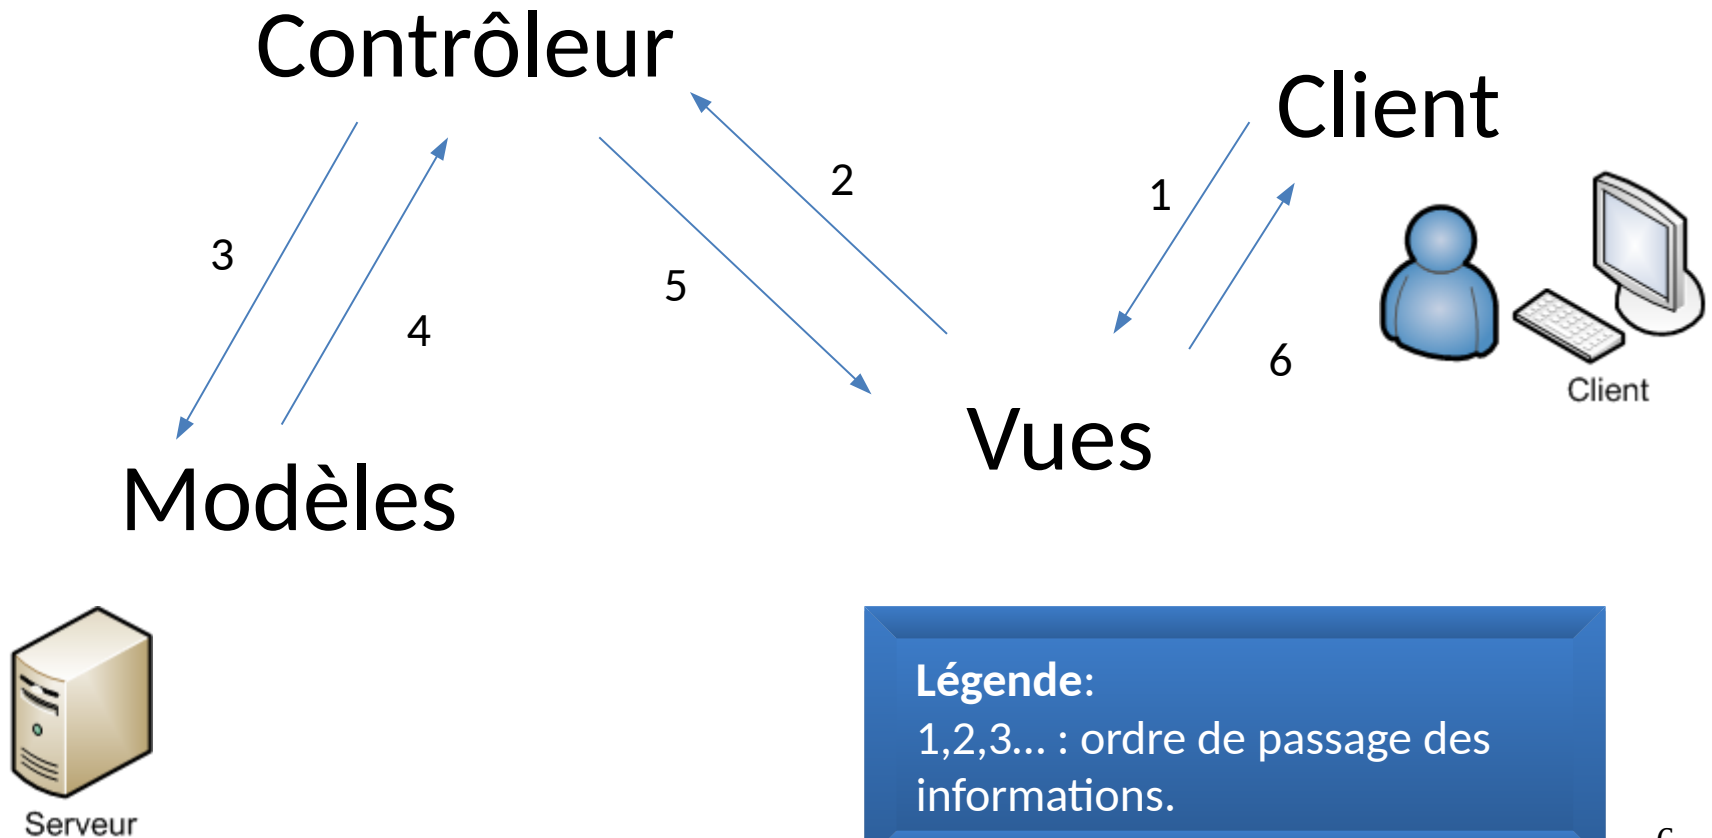 Contrôleur
Client
2
1
3
5
4
6
Client
Vues
Modèles
Légende:
1,2,3... : ordre de passage des
informations.
Serveur